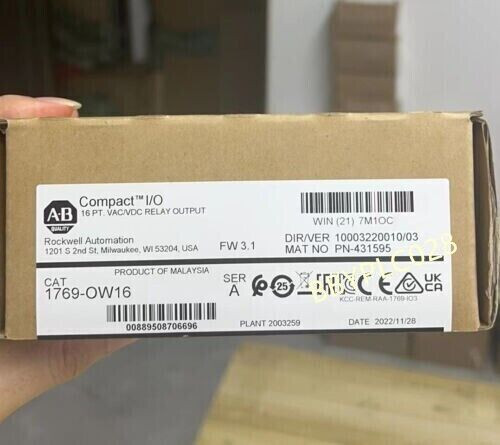 A-B
QUALITY
Compact™ I/O
16 PT. VAC/VDC RELAY OUTPUT
Rockwell Automation
1201 S 2nd St, Milwaukee, WI 53204, USA
FW 3.1
WIN (21) 7M1OC
DIR/VER 10003220010/03
MAT NO PN-431595
PRODUCT OF MALAYSIA
CAT
1769-OW16
SER
A
25
UK
CA
KCC-REM-RAA-1769-IO3
00889508706696
PLANT 2003259
DATE 2022/11/28